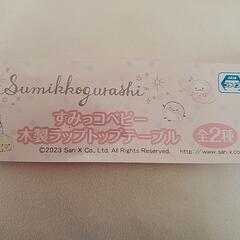 Sumikkogurashi
すみっコベビー
木製ラップトップテーブル 全2種
©2023 San-X Co., Ltd. All Rights Reserved. http://www.san-x.co